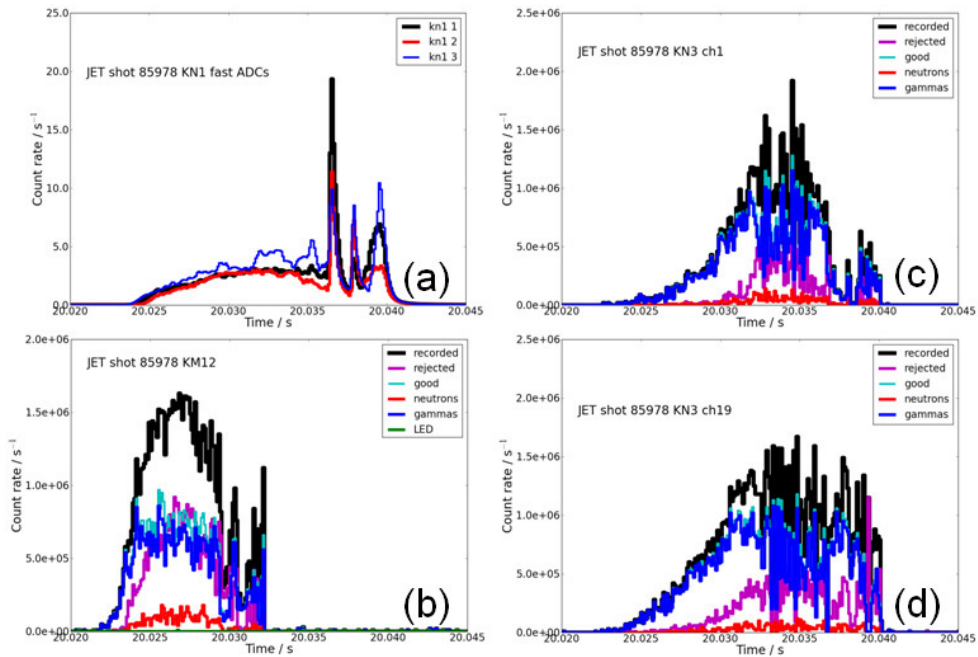 25.0
20.0
15.0
10.0
5.0
0.0
Count rate / s⁻¹
JET shot 85978 KN1 fast ADCs
kn1 1
kn1 2
kn1 3
(a)
20.020 20.025 20.030 20.035 20.040 20.045
Time / s
2.5e+06
2.0e+06
1.5e+06
1.0e+06
5.0e+05
0.0e+00
Count rate / s⁻¹
JET shot 85978 KN3 ch1
recorded
rejected
good
neutrons
gammas
(c)
20.020 20.025 20.030 20.035 20.040 20.045
Time / s
2.0e+06
1.5e+06
1.0e+06
5.0e+05
0.0e+00
Count rate / s⁻¹
JET shot 85978 KM12
recorded
rejected
good
neutrons
gammas
LED
(b)
20.020 20.025 20.030 20.035 20.040 20.045
Time / s
2.5e+06
2.0e+06
1.5e+06
1.0e+06
5.0e+05
0.0e+00
Count rate / s⁻¹
JET shot 85978 KN3 ch19
recorded
rejected
good
neutrons
gammas
(d)
20.020 20.025 20.030 20.035 20.040 20.045
Time / s